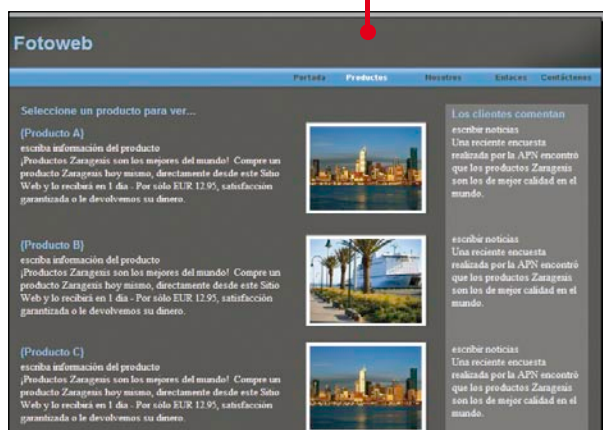 Fotoweb
Portada Productos Nosotros Enlaces Contáctenos
Seleccione un producto para ver...
{Producto A}
escriba información del producto
¡Productos Zaragexis son los mejores del mundo! Compre un
producto Zaragexis hoy mismo, directamente desde este Sitio
Web y lo recibirá en 1 día - Por sólo EUR 12.95, satisfacción
garantizada o le devolvemos su dinero.
{Producto B}
escriba información del producto
¡Productos Zaragexis son los mejores del mundo! Compre un
producto Zaragexis hoy mismo, directamente desde este Sitio
Web y lo recibirá en 1 día - Por sólo EUR 12.95, satisfacción
garantizada o le devolvemos su dinero.
{Producto C}
escriba información del producto
¡Productos Zaragexis son los mejores del mundo! Compre un
producto Zaragexis hoy mismo, directamente desde este Sitio
Web y lo recibirá en 1 día - Por sólo EUR 12.95, satisfacción
garantizada o le devolvemos su dinero.
Los clientes comentan
escribir noticias
Una reciente encuesta
realizada por la APN encontró
que los productos Zaragexis
son los de mejor calidad en el
mundo.
escribir noticias
Una reciente encuesta
realizada por la APN encontró
que los productos Zaragexis
son los de mejor calidad en el
mundo.
escribir noticias
Una reciente encuesta
realizada por la APN encontró
que los productos Zaragexis
son los de mejor calidad en el
mundo.